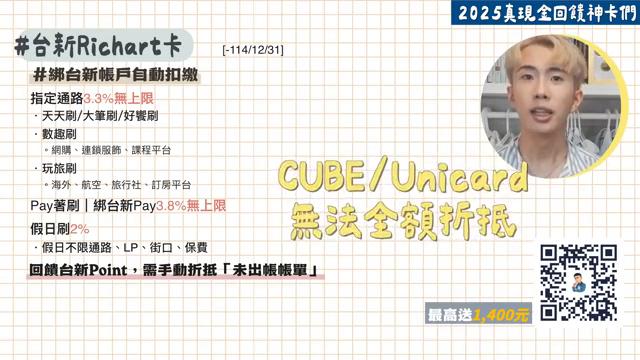 2025真現金回饋神卡們
#台新Richart卡
[-114/12/31]
#綁台新帳戶自動扣繳
指定通路3.3%無上限
．天天刷/大筆刷/好饗刷
．數趣刷
。網購、連鎖服飾、課程平台
．玩旅刷
。海外、航空、旅行社、訂房平台
Pay著刷｜綁台新Pay3.8%無上限
假日刷2%
．假日不限通路、LP、街口、保費
回饋台新Point，需手動折抵「未出帳帳單」
CUBE/Unicard
無法全額折抵
最高送1,400元